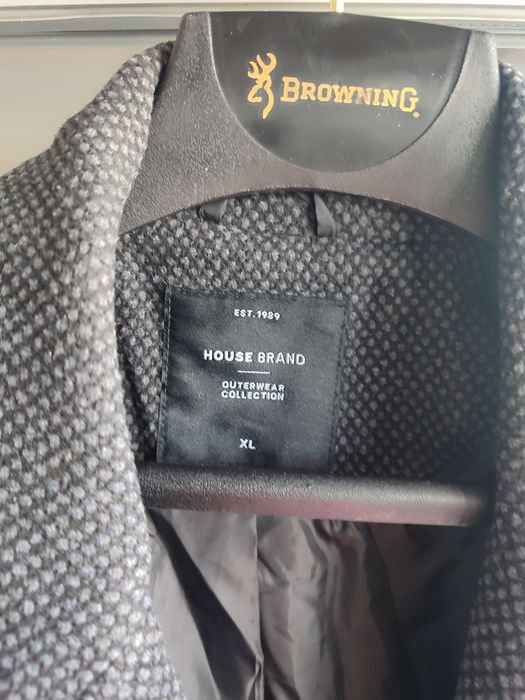 BROWNING
EST. 1989
HOUSE BRAND
OUTERWEAR
COLLECTION
XL